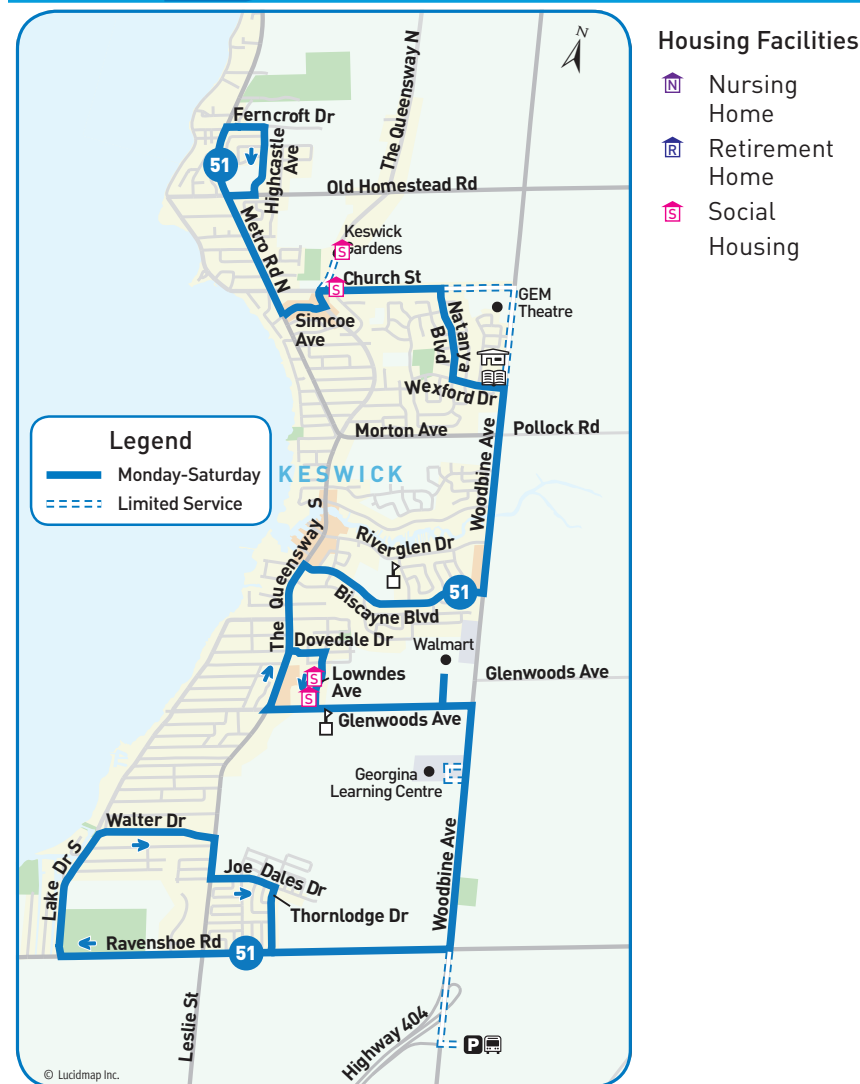 Housing Facilities
N
Nursing
Home
R
Retirement
Home
S
Social
Housing
N
The Queensway N
Ferncroft Dr
51
Highcastle
Ave
Old Homestead Rd
Metro Rd N
Keswick
Gardens
S
S
Church St
Simcoe
Ave
GEM
Theatre
Natanya
Blvd
Wexford Dr
Morton Ave
Pollock Rd
Legend
Monday-Saturday
Limited Service
KESWICK
Woodbine Ave
The Queensway S
Riverglen Dr
Biscayne Blvd
51
Dovedale Dr
Walmart
S
S
Lowndes
Ave
Glenwoods Ave
Glenwoods Ave
Georgina
Learning Centre
Walter Dr
Lake Dr S
Joe Dales Dr
Thornlodge Dr
Woodbine Ave
Ravenshoe Rd
51
Leslie St
Highway 404
P
© Lucidmap Inc.